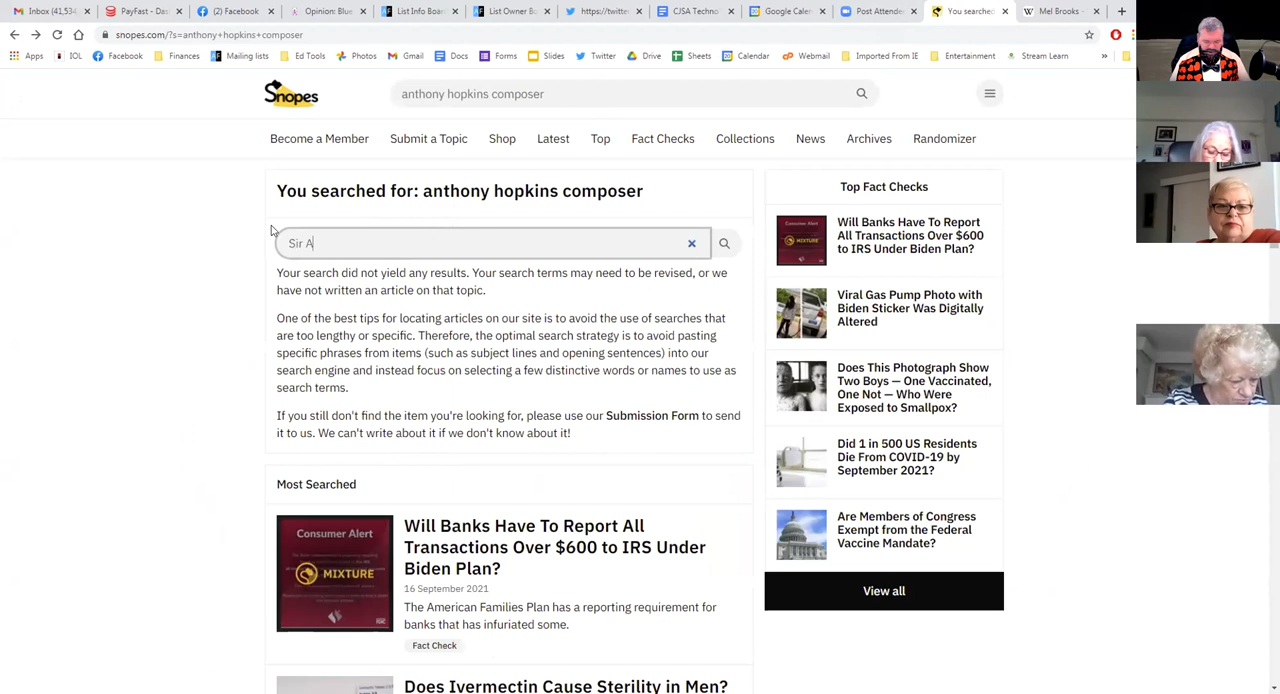 Inbox (41,534
PayFast - Das
(2) Facebook
Opinion: Blue
List Info Boar
List Owner B
https://twitte
CJSA Techno
Google Caler
Post Attende
You searched
Mel Brooks -
snopes.com/?s=anthony+hopkins+composer
Apps
IOL
Facebook
Finances
Mailing lists
Ed Tools
Photos
Gmail
Docs
Forms
Slides
Twitter
Drive
Sheets
Calendar
Webmail
Imported From IE
Entertainment
Stream Learn
Snopes
anthony hopkins composer
Become a Member
Submit a Topic
Shop
Latest
Top
Fact Checks
Collections
News
Archives
Randomizer
You searched for: anthony hopkins composer
Sir A
Your search did not yield any results. Your search terms may need to be revised, or we
have not written an article on that topic.
One of the best tips for locating articles on our site is to avoid the use of searches that
are too lengthy or specific. Therefore, the optimal search strategy is to avoid pasting
specific phrases from items (such as subject lines and opening sentences) into our
search engine and instead focus on selecting a few distinctive words or names to use as
search terms.
If you still don't find the item you're looking for, please use our Submission Form to send
it to us. We can't write about it if we don't know about it!
Most Searched
Consumer Alert
MIXTURE
Will Banks Have To Report All
Transactions Over $600 to IRS Under
Biden Plan?
16 September 2021
The American Families Plan has a reporting requirement for
banks that has infuriated some.
Fact Check
Does Ivermectin Cause Sterility in Men?
Top Fact Checks
Consumer Alert
MIXTURE
Will Banks Have To Report
All Transactions Over $600
to IRS Under Biden Plan?
Viral Gas Pump Photo with
Biden Sticker Was Digitally
Altered
Does This Photograph Show
Two Boys — One Vaccinated,
One Not — Who Were
Exposed to Smallpox?
Did 1 in 500 US Residents
Die From COVID-19 by
September 2021?
Are Members of Congress
Exempt from the Federal
Vaccine Mandate?
View all